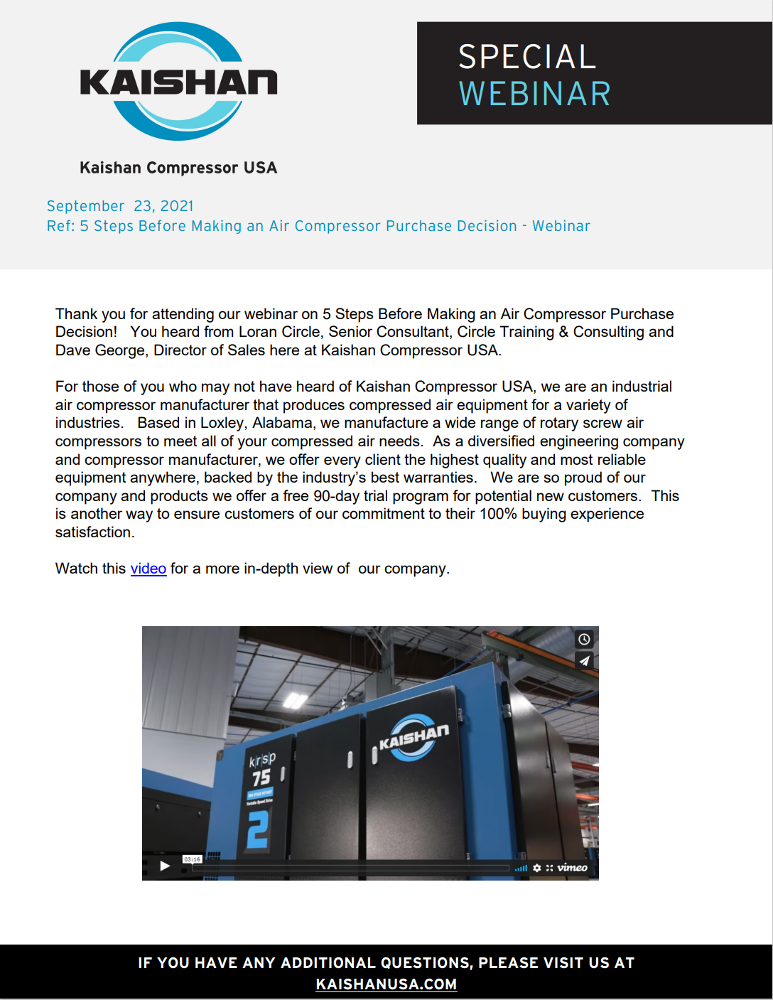 KAISHAN
Kaishan Compressor USA
SPECIAL
WEBINAR
September 23, 2021
Ref: 5 Steps Before Making an Air Compressor Purchase Decision - Webinar
Thank you for attending our webinar on 5 Steps Before Making an Air Compressor Purchase
Decision! You heard from Loran Circle, Senior Consultant, Circle Training & Consulting and
Dave George, Director of Sales here at Kaishan Compressor USA.
For those of you who may not have heard of Kaishan Compressor USA, we are an industrial
air compressor manufacturer that produces compressed air equipment for a variety of
industries. Based in Loxley, Alabama, we manufacture a wide range of rotary screw air
compressors to meet all of your compressed air needs. As a diversified engineering company
and compressor manufacturer, we offer every client the highest quality and most reliable
equipment anywhere, backed by the industry's best warranties. We are so proud of our
company and products we offer a free 90-day trial program for potential new customers. This
is another way to ensure customers of our commitment to their 100% buying experience
satisfaction.
Watch this video for a more in-depth view of our company.
KAISHAN
k|r|s|p
75
Variable Speed Drive
2
03:16
vimeo
IF YOU HAVE ANY ADDITIONAL QUESTIONS, PLEASE VISIT US AT
KAISHANUSA.COM